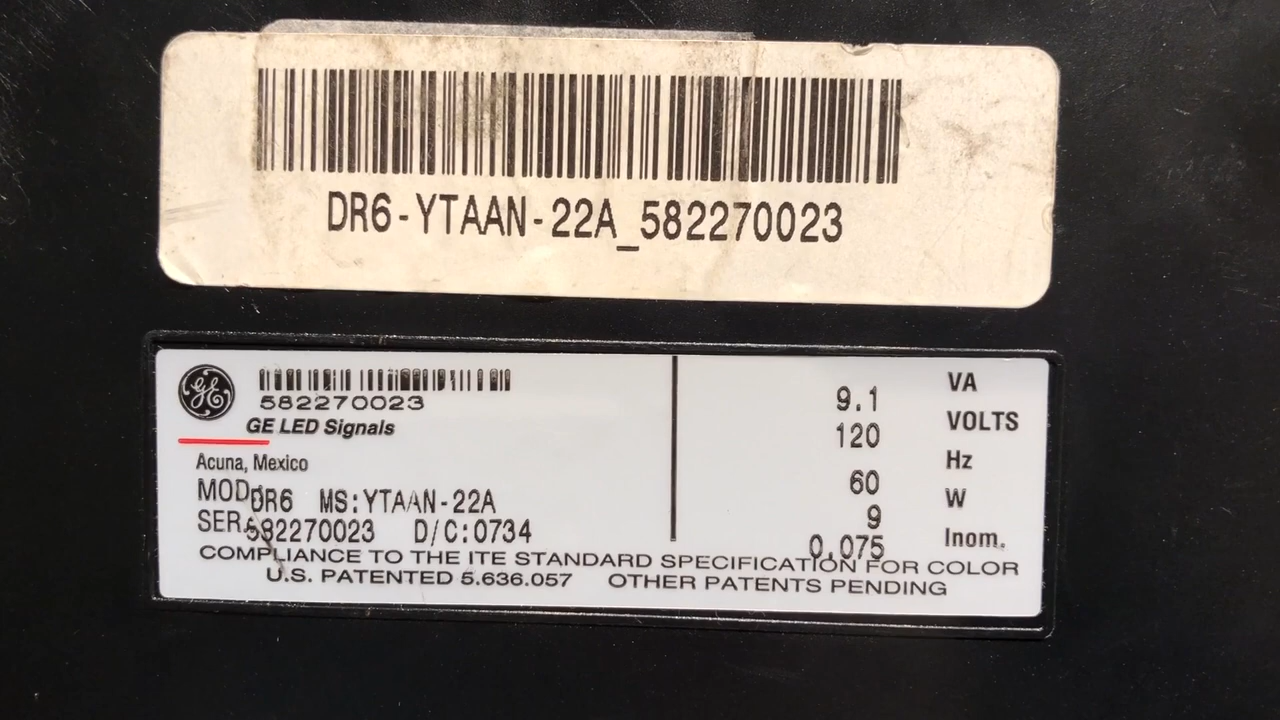 DR6-YTAAN-22A_582270023
GE
582270023
GE LED Signals
Acuna, Mexico
MOD. DR6 MS:YTAAN-22A
SER. 582270023 D/C:0734
9.1 VA
120 VOLTS
60 Hz
9 W
0.075 Inom.
COMPLIANCE TO THE ITE STANDARD SPECIFICATION FOR COLOR
U.S. PATENTED 5.636.057 OTHER PATENTS PENDING